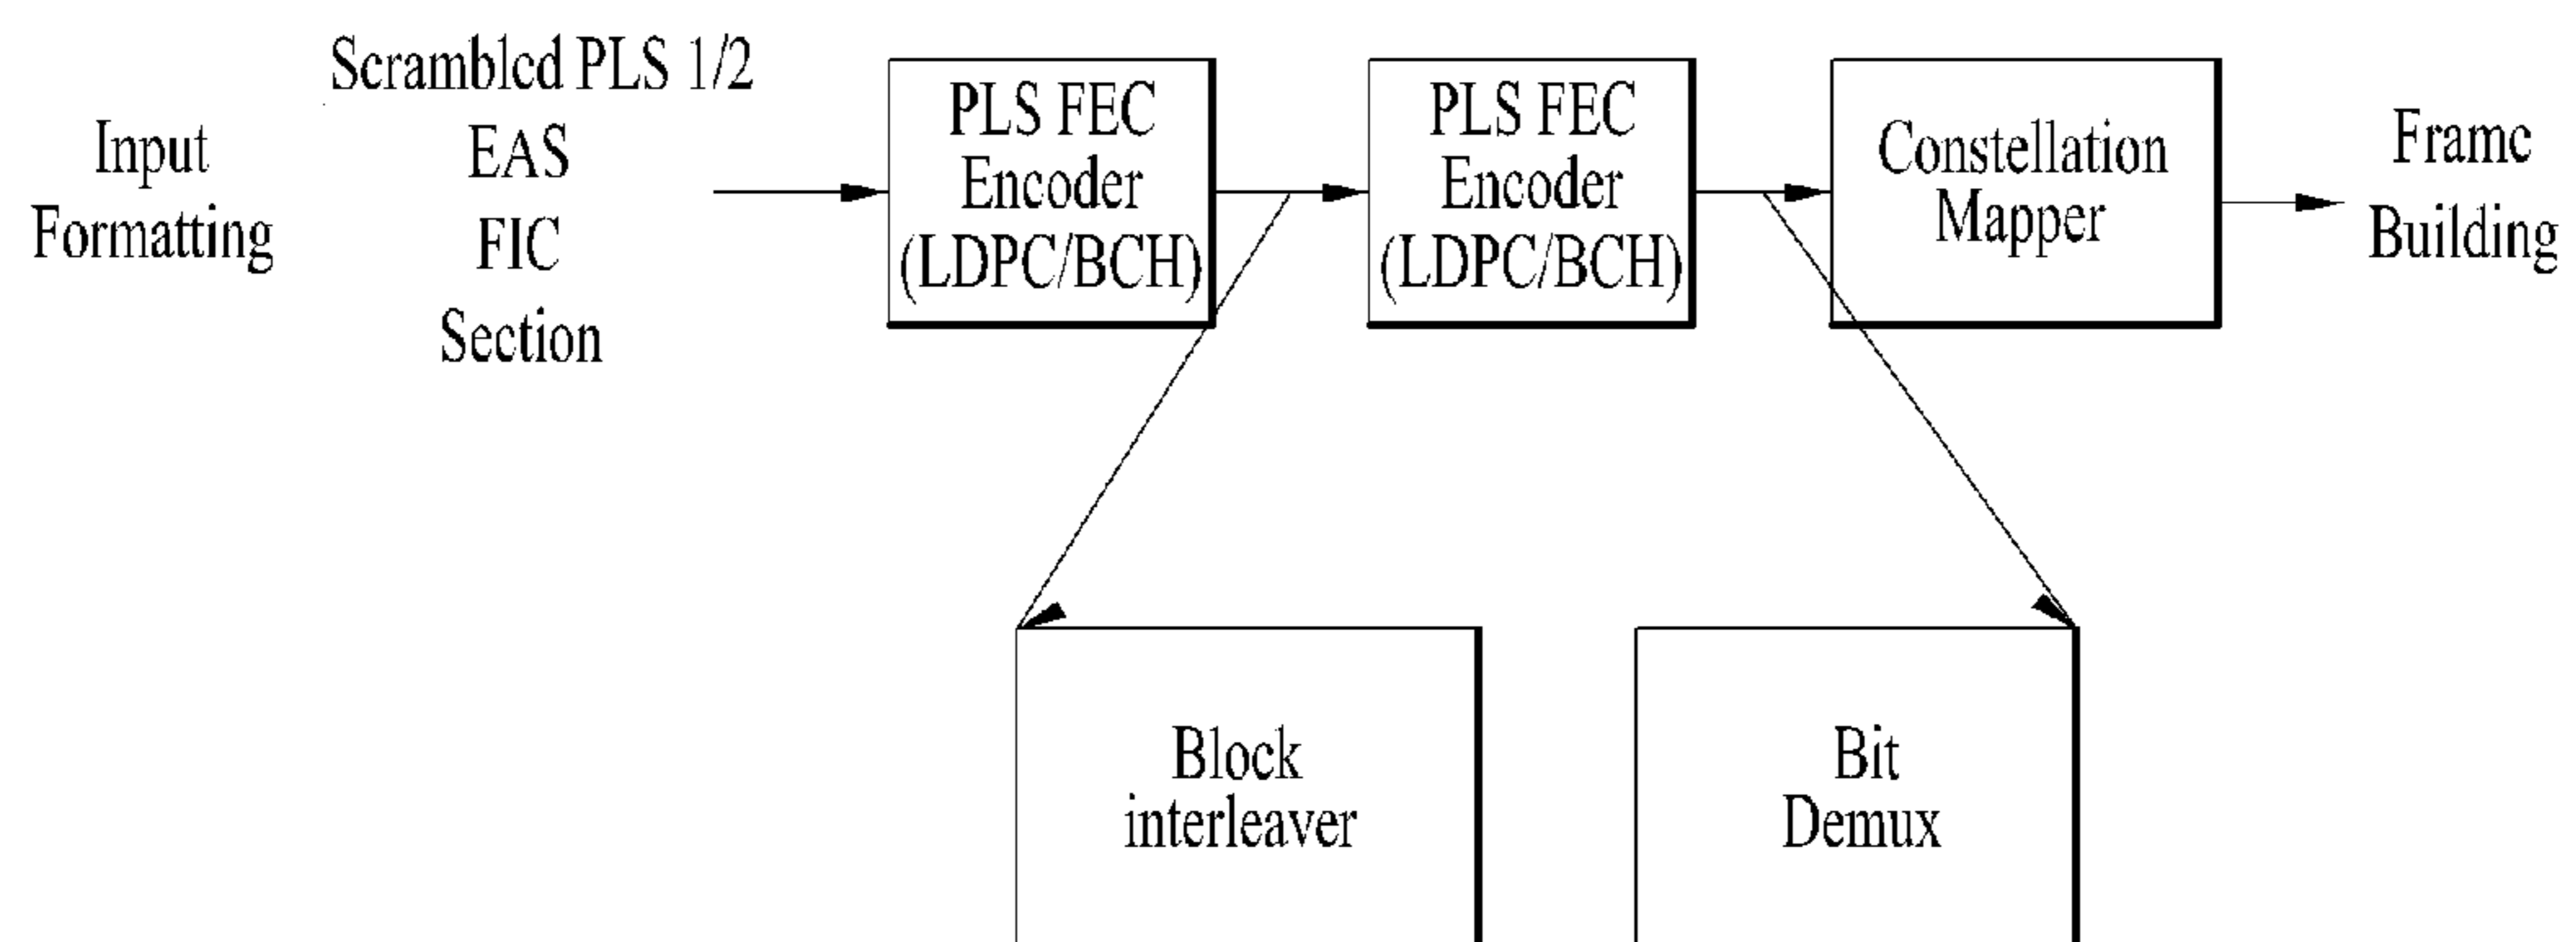 Input
Formatting
Scrambled PLS 1/2
EAS
FIC
Section
PLS FEC
Encoder
(LDPC/BCH)
PLS FEC
Encoder
(LDPC/BCH)
Constellation
Mapper
Frame
Building
Block
interleaver
Bit
Demux